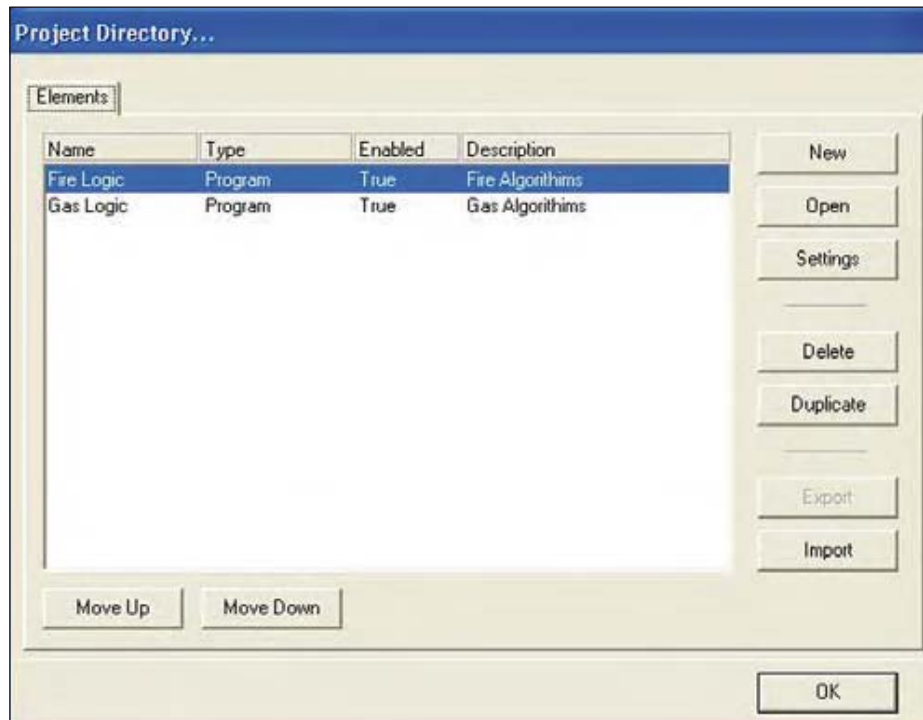 Project Directory...
Elements
Name Type Enabled Description
Fire Logic Program True Fire Algorithims
Gas Logic Program True Gas Algorithims
New
Open
Settings
Delete
Duplicate
Export
Import
Move Up Move Down
OK